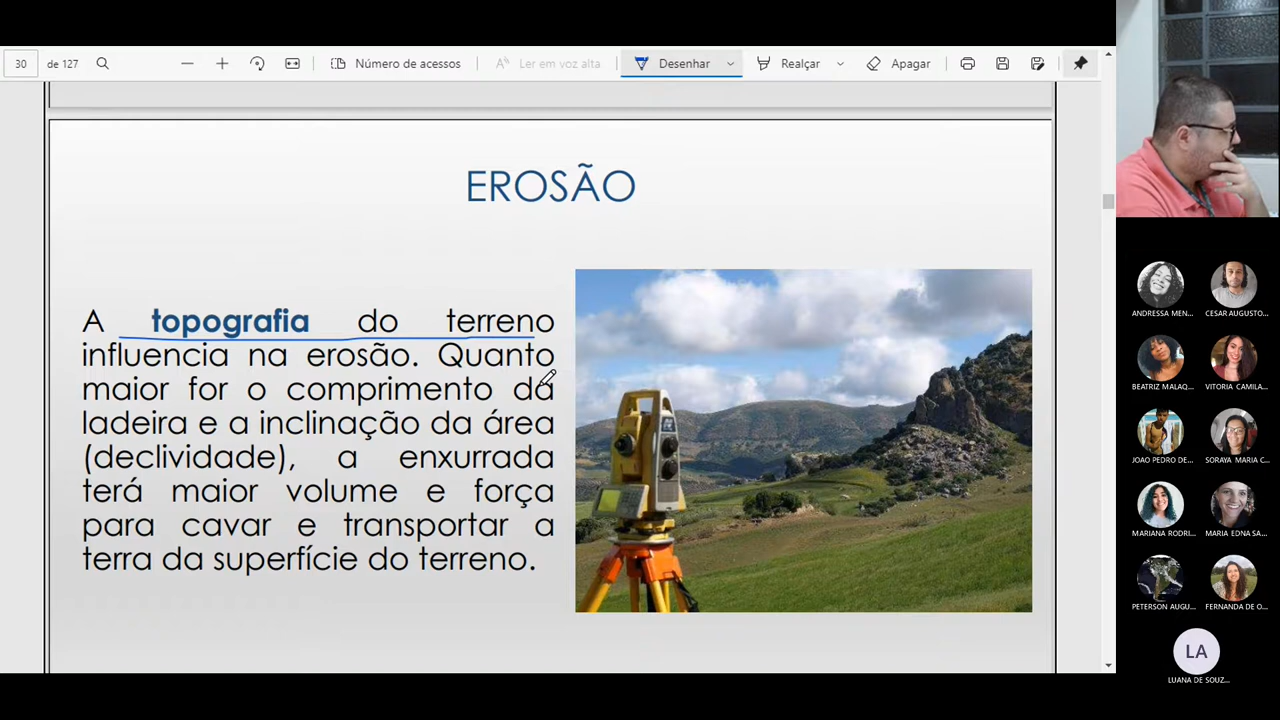 30 de 127 Número de acessos Ler em voz alta Desenhar Realçar Apagar
EROSÃO
A topografia do terreno
influencia na erosão. Quanto
maior for o comprimento da
ladeira e a inclinação da área
(declividade), a enxurrada
terá maior volume e força
para cavar e transportar a
terra da superfície do terreno.
ANDRESSA MEN... CESAR AUGUSTO...
BEATRIZ MALAQ... VITORIA CAMILA...
JOAO PEDRO DE... SORAYA MARIA C...
MARIANA RODRI... MARIA EDNA SA...
PETERSON AUGU... FERNANDA DE O...
LA
LUANA DE SOUZ...